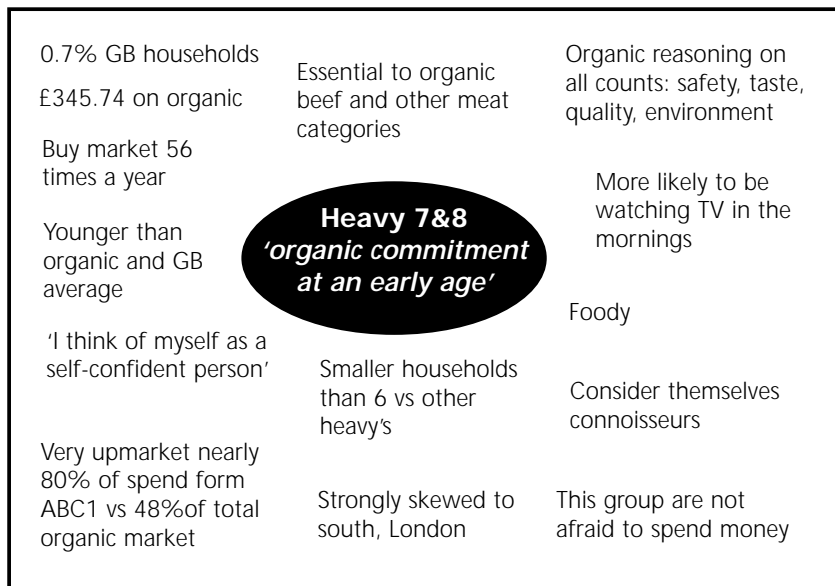 0.7% GB households
£345.74 on organic
Buy market 56
times a year
Younger than
organic and GB
average
‘I think of myself as a
self-confident person’
Very upmarket nearly
80% of spend form
ABC1 vs 48%of total
organic market
Essential to organic
beef and other meat
categories
Heavy 7&8
‘organic commitment
at an early age’
Smaller households
than 6 vs other
heavy’s
Strongly skewed to
south, London
Organic reasoning on
all counts: safety, taste,
quality, environment
More likely to be
watching TV in the
mornings
Foody
Consider themselves
connoisseurs
This group are not
afraid to spend money